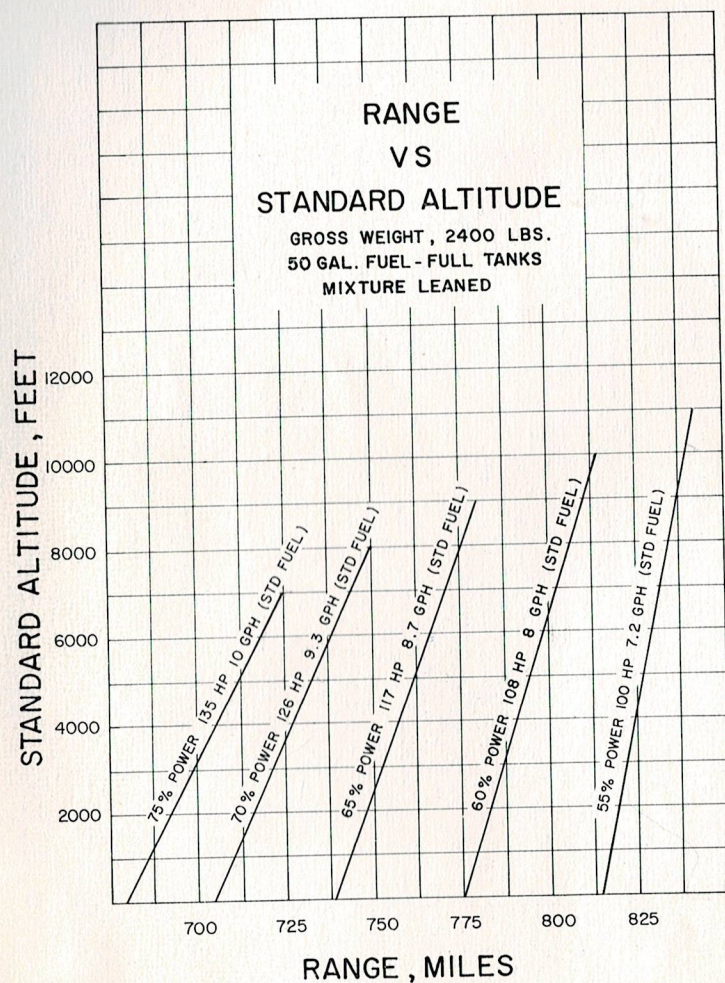 RANGE
VS
STANDARD ALTITUDE
GROSS WEIGHT, 2400 LBS.
50 GAL. FUEL-FULL TANKS
MIXTURE LEANED
STANDARD ALTITUDE, FEET
12000
10000
8000
6000
4000
2000
75% POWER 135 HP 10 GPH (STD FUEL)
70% POWER 126 HP 9.3 GPH (STD FUEL)
65% POWER 117 HP 8.7 GPH (STD FUEL)
60% POWER 108 HP 8 GPH (STD FUEL)
55% POWER 100 HP 7.2 GPH (STD FUEL)
700 725 750 775 800 825
RANGE, MILES